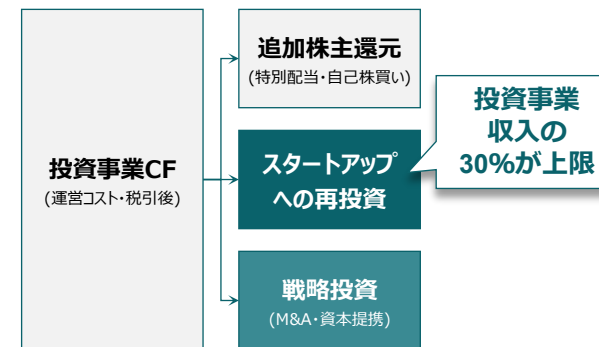 投資事業CF
(運営コスト・税引後)
追加株主還元
(特別配当・自己株買い)
スタートアップ
への再投資
戦略投資
(M&A・資本提携)
投資事業
収入の
30%が上限